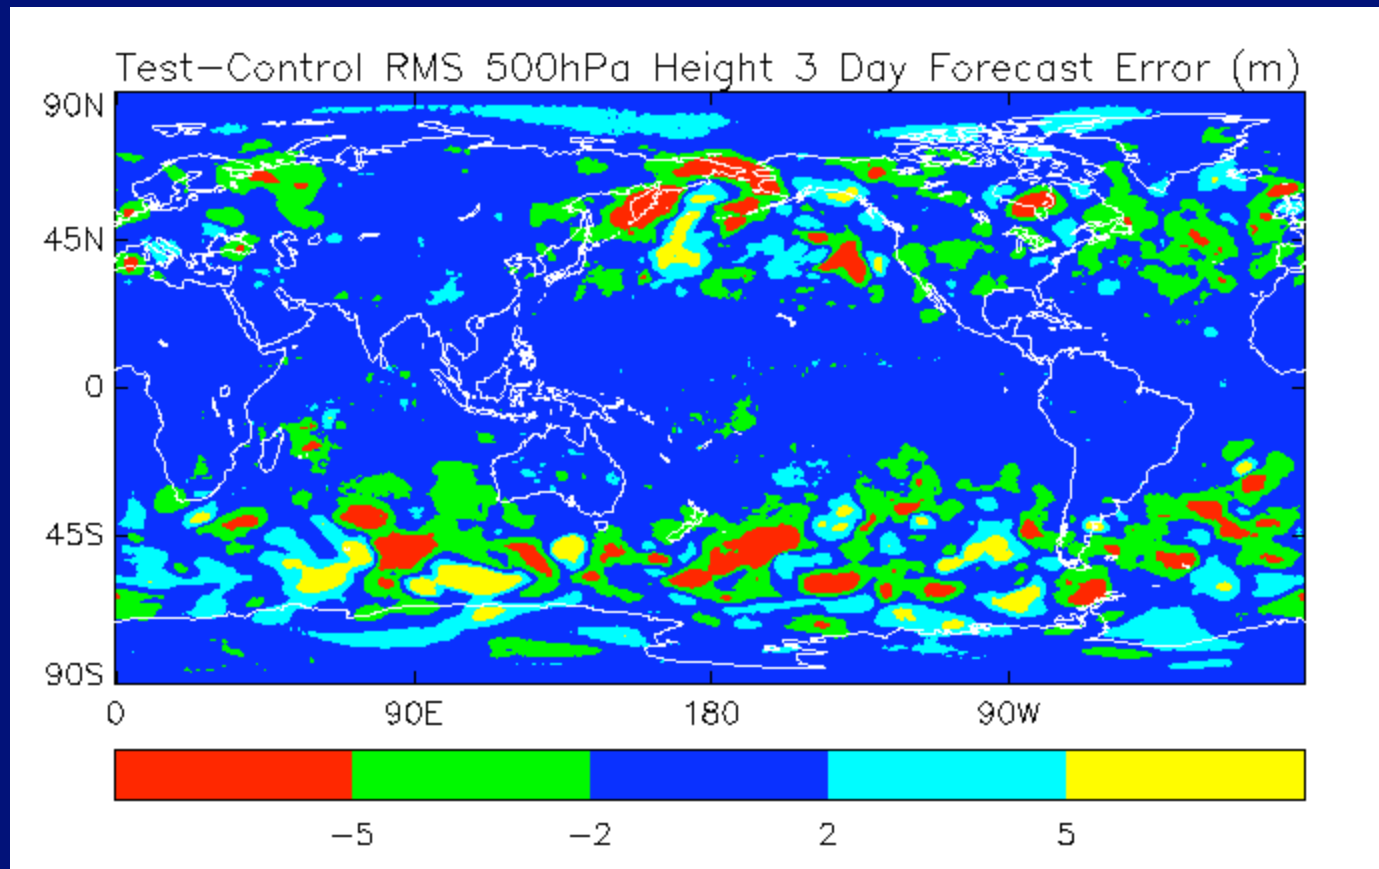 Test-Control RMS 500hPa Height 3 Day Forecast Error (m)
90N
45N
0
45S
90S
0 90E 180 90W
-5 -2 2 5